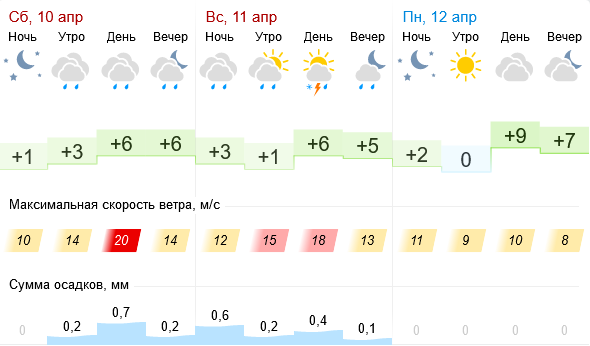 Сб, 10 апр Вс, 11 апр Пн, 12 апр
Ночь Утро День Вечер Ночь Утро День Вечер Ночь Утро День Вечер
+1 +3 +6 +6 +3 +1 +6 +5 +2 0 +9 +7
Максимальная скорость ветра, м/с
10 14 20 14 12 15 18 13 11 9 10 8
Сумма осадков, мм
0 0,2 0,7 0,2 0,6 0,2 0,4 0,1 0 0 0 0